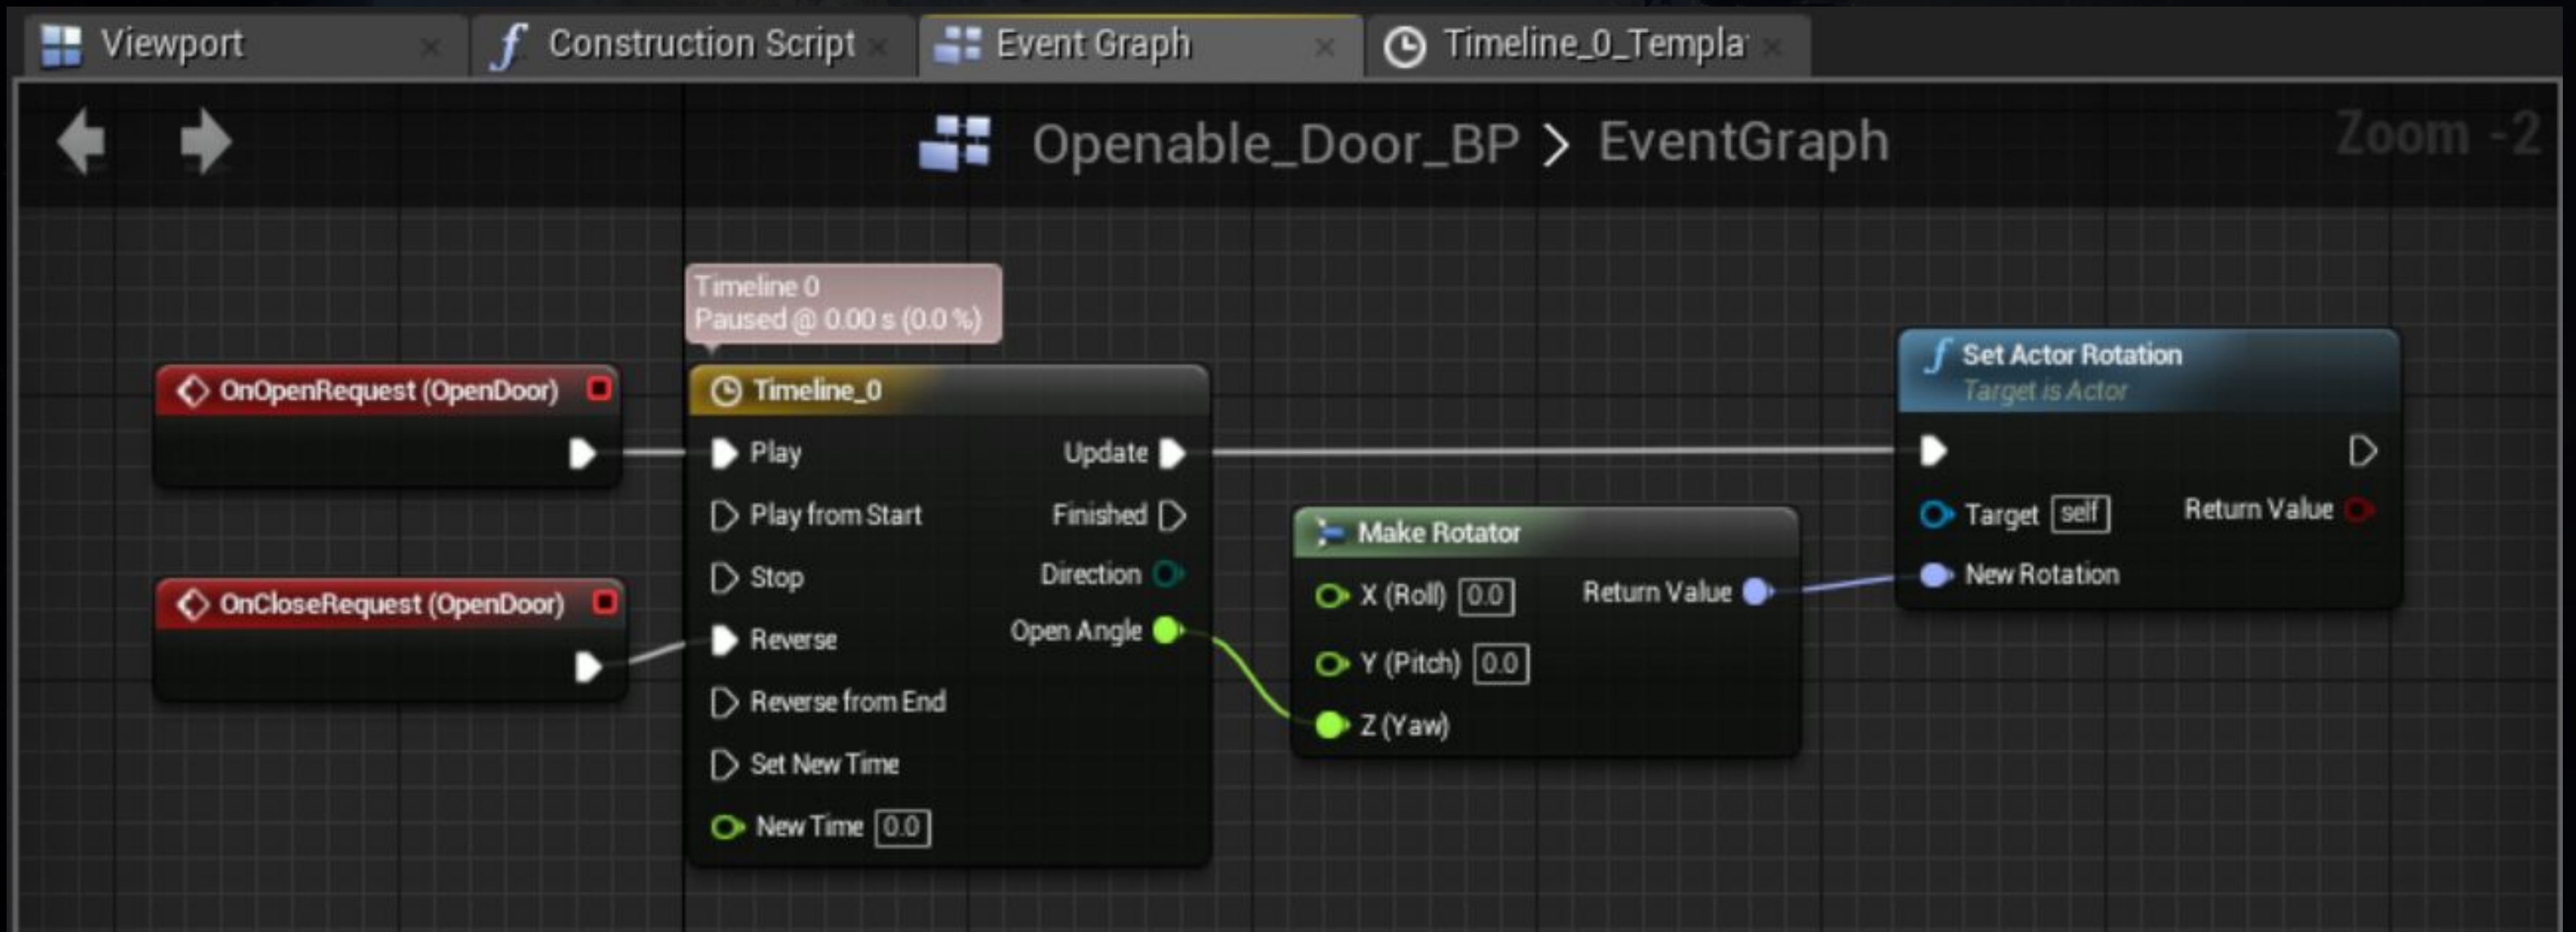 Viewport
Construction Script
Event Graph
Timeline_0_Templa
Openable_Door_BP > EventGraph
Zoom -2
Timeline 0
Paused @ 0.00 s (0.0 %)
OnOpenRequest (OpenDoor)
OnCloseRequest (OpenDoor)
Timeline_0
Play
Update
Play from Start
Finished
Stop
Direction
Reverse
Open Angle
Reverse from End
Set New Time
New Time 0.0
Make Rotator
X (Roll) 0.0
Return Value
Y (Pitch) 0.0
Z (Yaw)
Set Actor Rotation
Target is Actor
Target self
Return Value
New Rotation